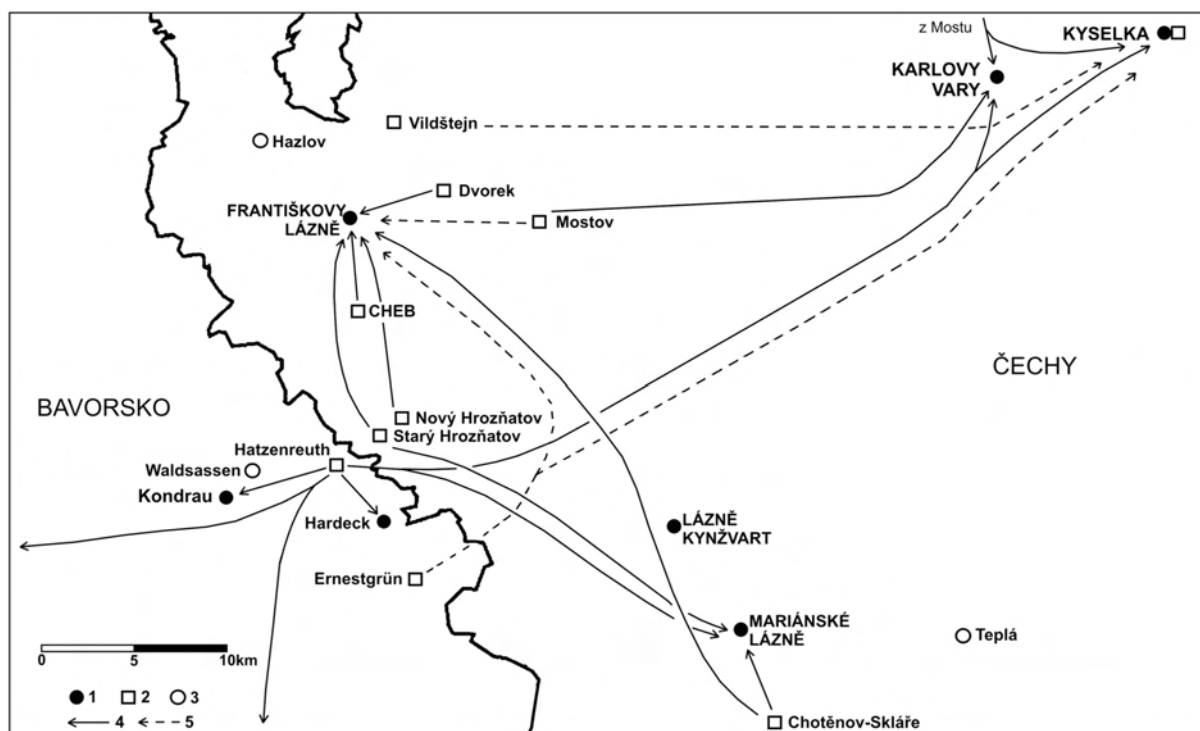 z Mostu
KYSELKA
KARLOVY
VARY
Vildštejn
Hazlov
Dvorek
FRANTIŠKOVY
LÁZNĚ
Mostov
CHEB
ČECHY
BAVORSKO
Nový Hrozňatov
Starý Hrozňatov
Hatzenreuth
Waldsassen
Kondrau
Hardeck
LÁZNĚ
KYNŽVART
Ernestgrün
MARIÁNSKÉ
LÁZNĚ
Teplá
0 5 10km
1 2 3
4 5
Chotěnov-Skláře